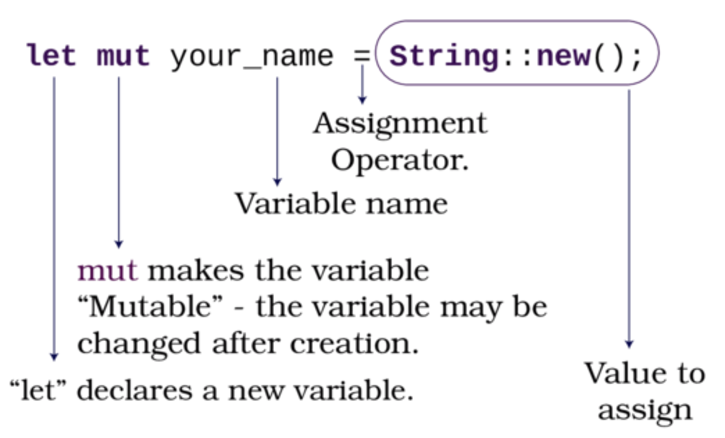 let mut your_name = String::new();
Assignment
Operator.
Variable name
mut makes the variable
“Mutable” - the variable may be
changed after creation.
“let” declares a new variable.
Value to
assign